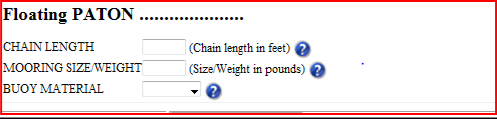 Floating PATON .....................
CHAIN LENGTH (Chain length in feet) ?
MOORING SIZE/WEIGHT (Size/Weight in pounds) ?
BUOY MATERIAL ?